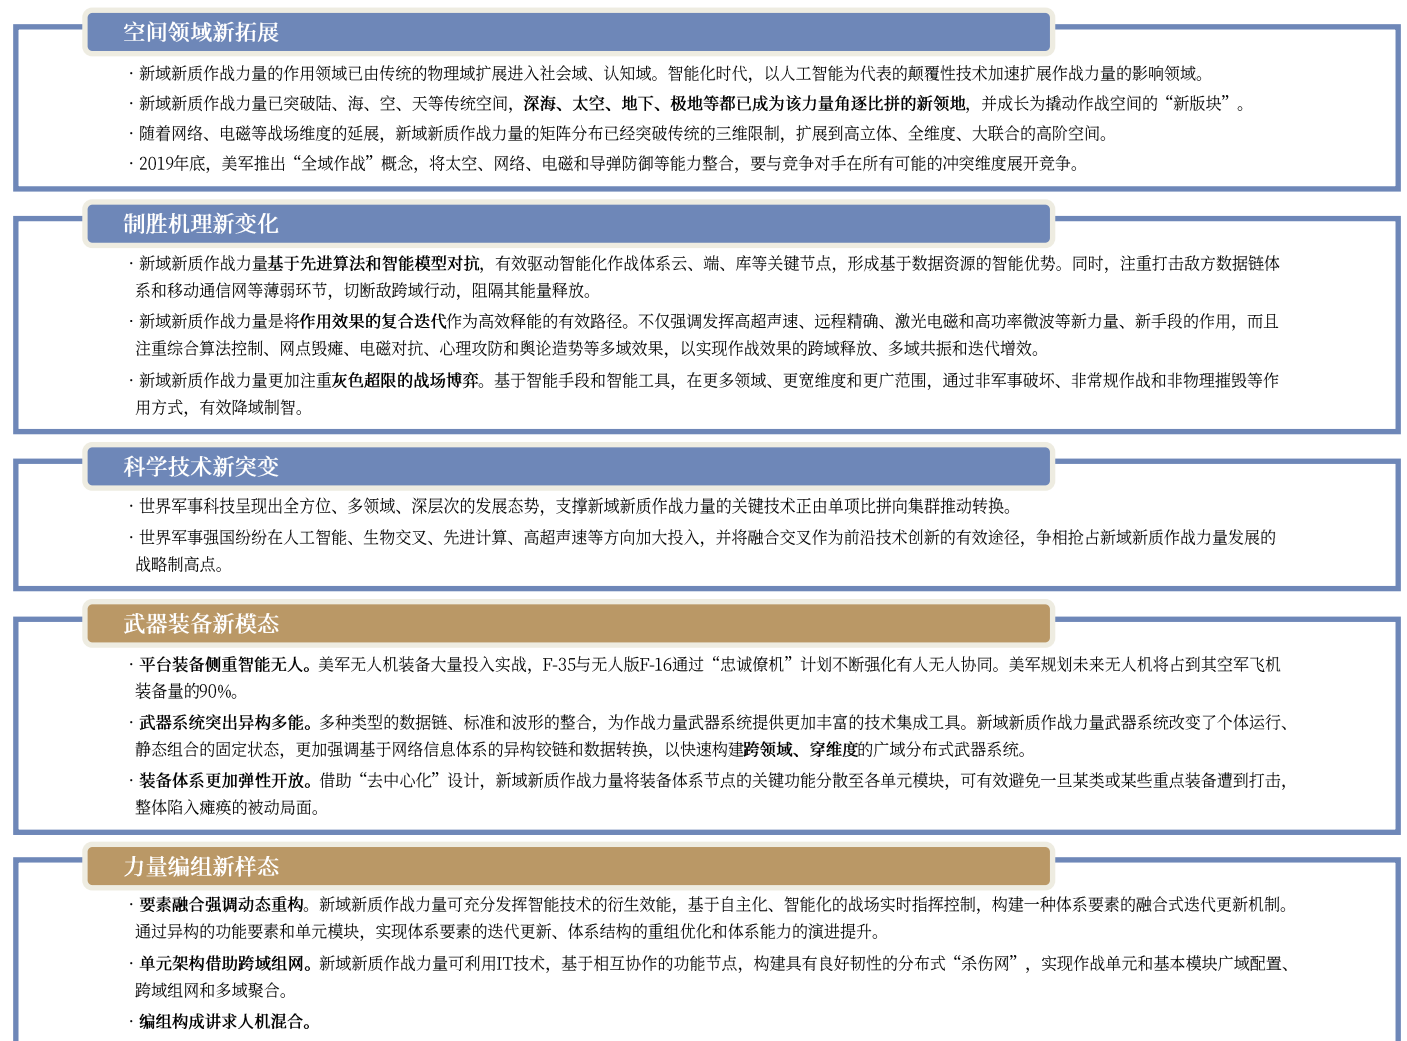 空间领域新拓展
· 新域新质作战力量的作用领域已由传统的物理域扩展进入社会域、认知域。智能化时代，以人工智能为代表的颠覆性技术加速扩展作战力量的影响领域。
· 新域新质作战力量已突破陆、海、空、天等传统空间，深海、太空、地下、极地等都已成为该力量角逐比拼的新领地，并成长为撬动作战空间的“新版块”。
· 随着网络、电磁等战场维度的延展，新域新质作战力量的矩阵分布已经突破传统的三维限制，扩展到高立体、全维度、大联合的高阶空间。
· 2019年底，美军推出“全域作战”概念，将太空、网络、电磁和导弹防御等能力整合，要与竞争对手在所有可能的冲突维度展开竞争。
制胜机理新变化
· 新域新质作战力量基于先进算法和智能模型对抗，有效驱动智能化作战体系云、端、库等关键节点，形成基于数据资源的智能优势。同时，注重打击敌方数据链体
系和移动通信网等薄弱环节，切断敌跨域行动，阻隔其能量释放。
· 新域新质作战力量是将作用效果的复合迭代作为高效释能的有效路径。不仅强调发挥高超声速、远程精确、激光电磁和高功率微波等新力量、新手段的作用，而且
注重综合算法控制、网点毁瘫、电磁对抗、心理攻防和舆论造势等多域效果，以实现作战效果的跨域释放、多域共振和迭代增效。
· 新域新质作战力量更加注重灰色超限的战场博弈。基于智能手段和智能工具，在更多领域、更宽维度和更广范围，通过非军事破坏、非常规作战和非物理摧毁等作
用方式，有效降域制智。
科学技术新突变
· 世界军事科技呈现出全方位、多领域、深层次的发展态势，支撑新域新质作战力量的关键技术正由单项比拼向集群推动转换。
· 世界军事强国纷纷在人工智能、生物交叉、先进计算、高超声速等方向加大投入，并将融合交叉作为前沿技术创新的有效途径，争相抢占新域新质作战力量发展的
战略制高点。
武器装备新模态
· 平台装备侧重智能无人。美军无人机装备大量投入实战，F-35与无人版F-16通过“忠诚僚机”计划不断强化有人无人协同。美军规划未来无人机将占到其空军飞机
装备量的90%。
· 武器系统突出异构多能。多种类型的数据链、标准和波形的整合，为作战力量武器系统提供更加丰富的技术集成工具。新域新质作战力量武器系统改变了个体运行、
静态组合的固定状态，更加强调基于网络信息体系的异构铰链和数据转换，以快速构建跨领域、穿维度的广域分布式武器系统。
· 装备体系更加弹性开放。借助“去中心化”设计，新域新质作战力量将装备体系节点的关键功能分散至各单元模块，可有效避免一旦某类或某些重点装备遭到打击，
整体陷入瘫痪的被动局面。
力量编组新样态
· 要素融合强调动态重构。新域新质作战力量可充分发挥智能技术的衍生效能，基于自主化、智能化的战场实时指挥控制，构建一种体系要素的融合式迭代更新机制。
通过异构的功能要素和单元模块，实现体系要素的迭代更新、体系结构的重组优化和体系能力的演进提升。
· 单元架构借助跨域组网。新域新质作战力量可利用IT技术，基于相互协作的功能节点，构建具有良好韧性的分布式“杀伤网”，实现作战单元和基本模块广域配置、
跨域组网和多域聚合。
· 编组构成讲求人机混合。